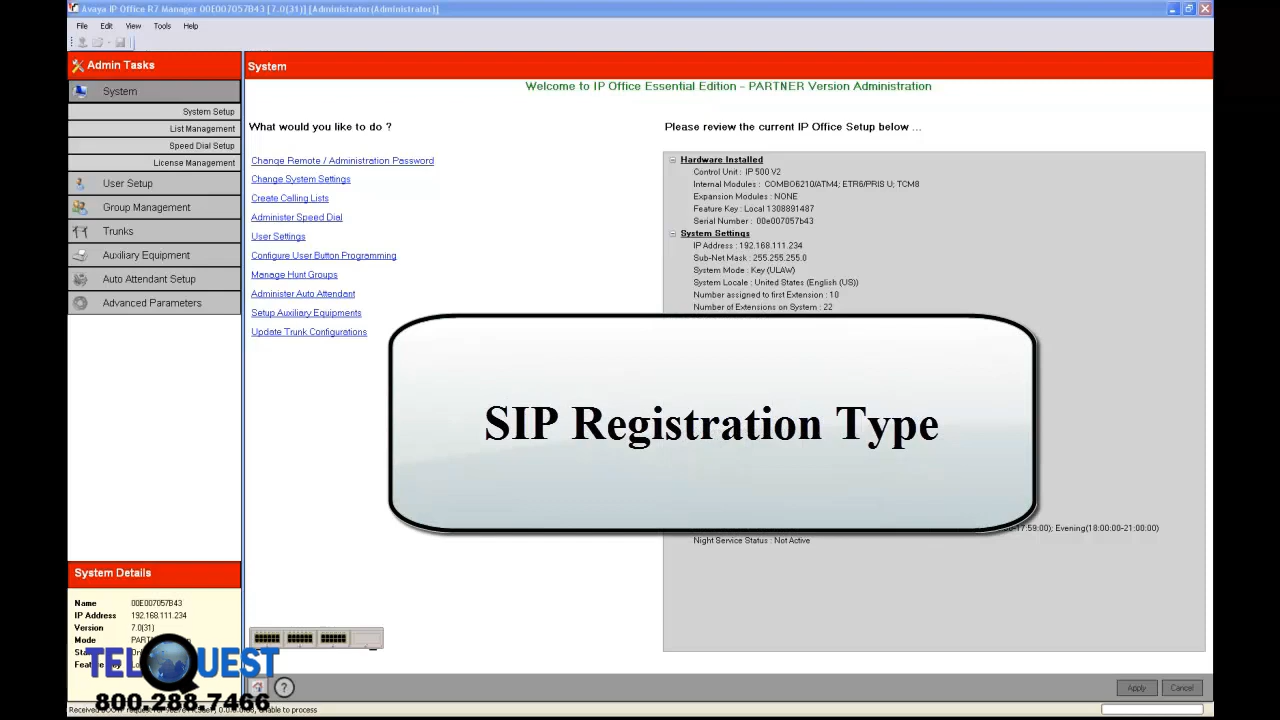 Avaya IP Office R7 Manager 00E007057B43 [7.0(31)] [Administrator(Administrator)]
File Edit View Tools Help
Admin Tasks
System
System Setup
List Management
Speed Dial Setup
License Management
User Setup
Group Management
Trunks
Auxiliary Equipment
Auto Attendant Setup
Advanced Parameters
System
Welcome to IP Office Essential Edition - PARTNER Version Administration
What would you like to do ?
Change Remote / Administration Password
Change System Settings
Create Calling Lists
Administer Speed Dial
User Settings
Configure User Button Programming
Manage Hunt Groups
Administer Auto Attendant
Setup Auxiliary Equipments
Update Trunk Configurations
Please review the current IP Office Setup below ...
Hardware Installed
Control Unit : IP 500 V2
Internal Modules : COMBO6210/ATM4; ETR6/PRIS U; TCM8
Expansion Modules : NONE
Feature Key : Local 1308891487
Serial Number : 00e007057b43
System Settings
IP Address : 192.168.111.234
Sub-Net Mask : 255.255.255.0
System Mode : Key (ULAW)
System Locale : United States (English (US))
Number assigned to first Extension : 10
Number of Extensions on System : 22
SIP Registration Type
-17:59:00); Evening(18:00:00-21:00:00)
Night Service Status : Not Active
System Details
Name 00E007057B43
IP Address 192.168.111.234
Version 7.0(31)
Mode
TELQUEST
800.288.7466
unable to process
Apply Cancel